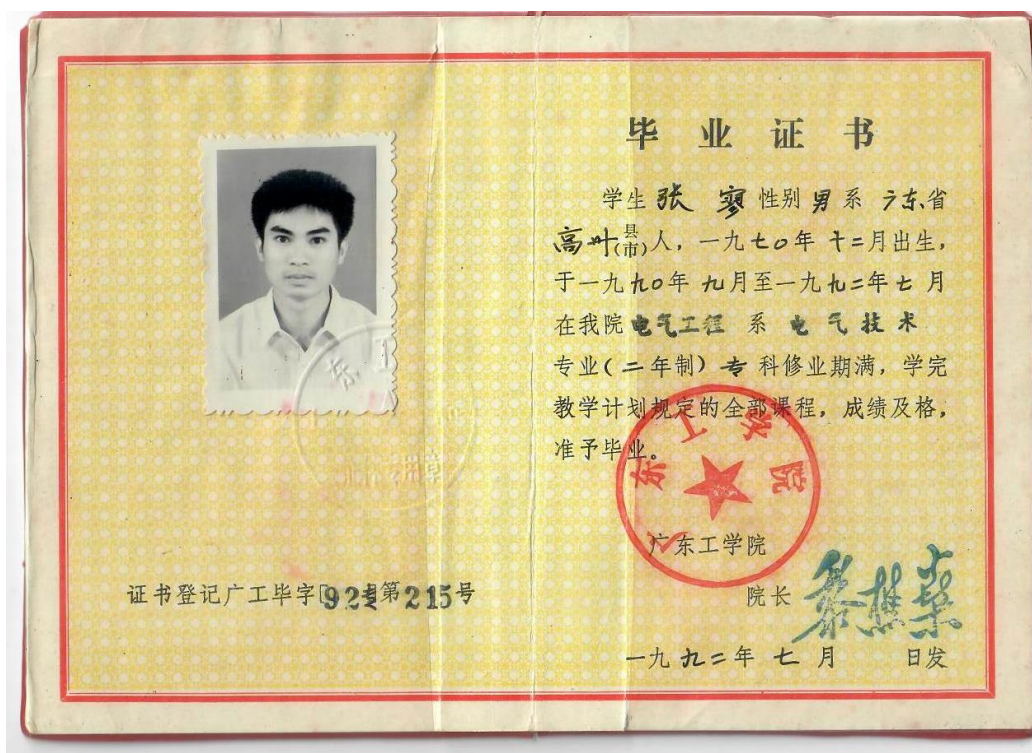 毕业证书
学生 张 寥 性别 男 系 广东省
高州(县市)人，一九七〇年十二月出生，
于一九九〇年 九月至一九九二年七月
在我院 电气工程 系 电气技术
专业(二年制)专科修业期满，学完
教学计划规定的全部课程，成绩及格，
准予毕业。
广东工学院
广东工学院
院长
一九九二年 七月 日发
证书登记广工毕字[92]专第215号